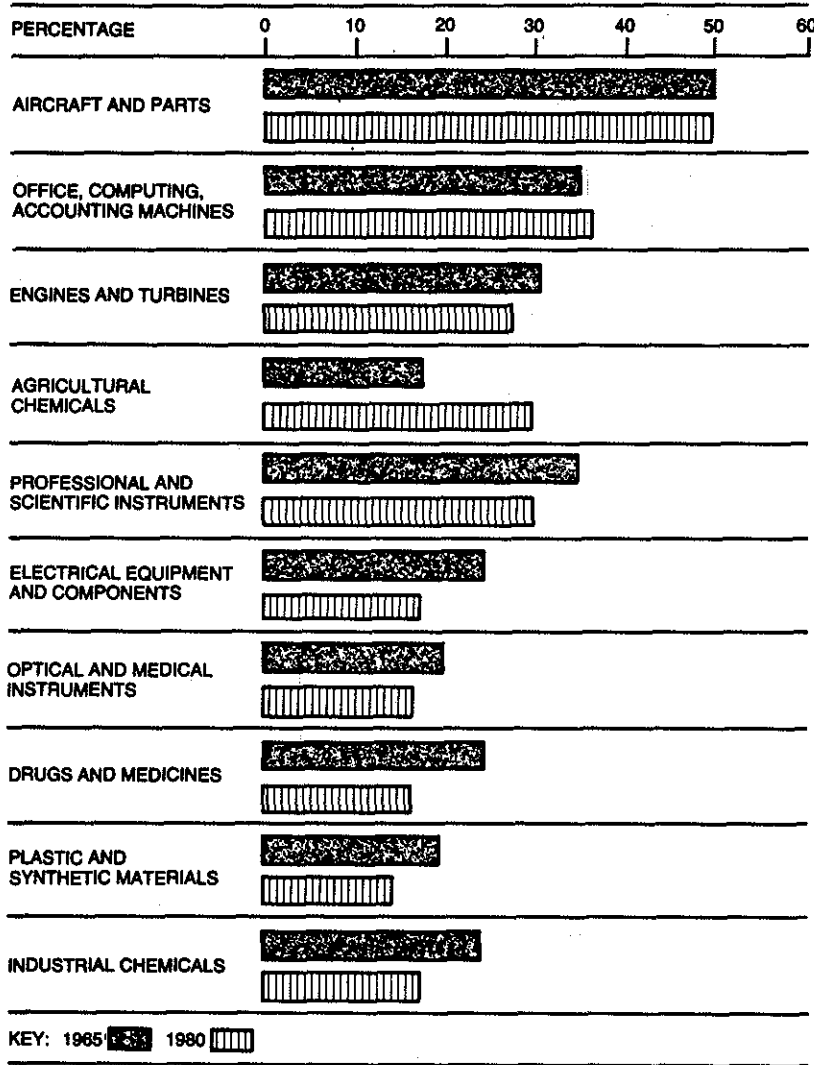 PERCENTAGE 0 10 20 30 40 50 60
AIRCRAFT AND PARTS
OFFICE, COMPUTING,
ACCOUNTING MACHINES
ENGINES AND TURBINES
AGRICULTURAL
CHEMICALS
PROFESSIONAL AND
SCIENTIFIC INSTRUMENTS
ELECTRICAL EQUIPMENT
AND COMPONENTS
OPTICAL AND MEDICAL
INSTRUMENTS
DRUGS AND MEDICINES
PLASTIC AND
SYNTHETIC MATERIALS
INDUSTRIAL CHEMICALS
KEY: 1965 1980